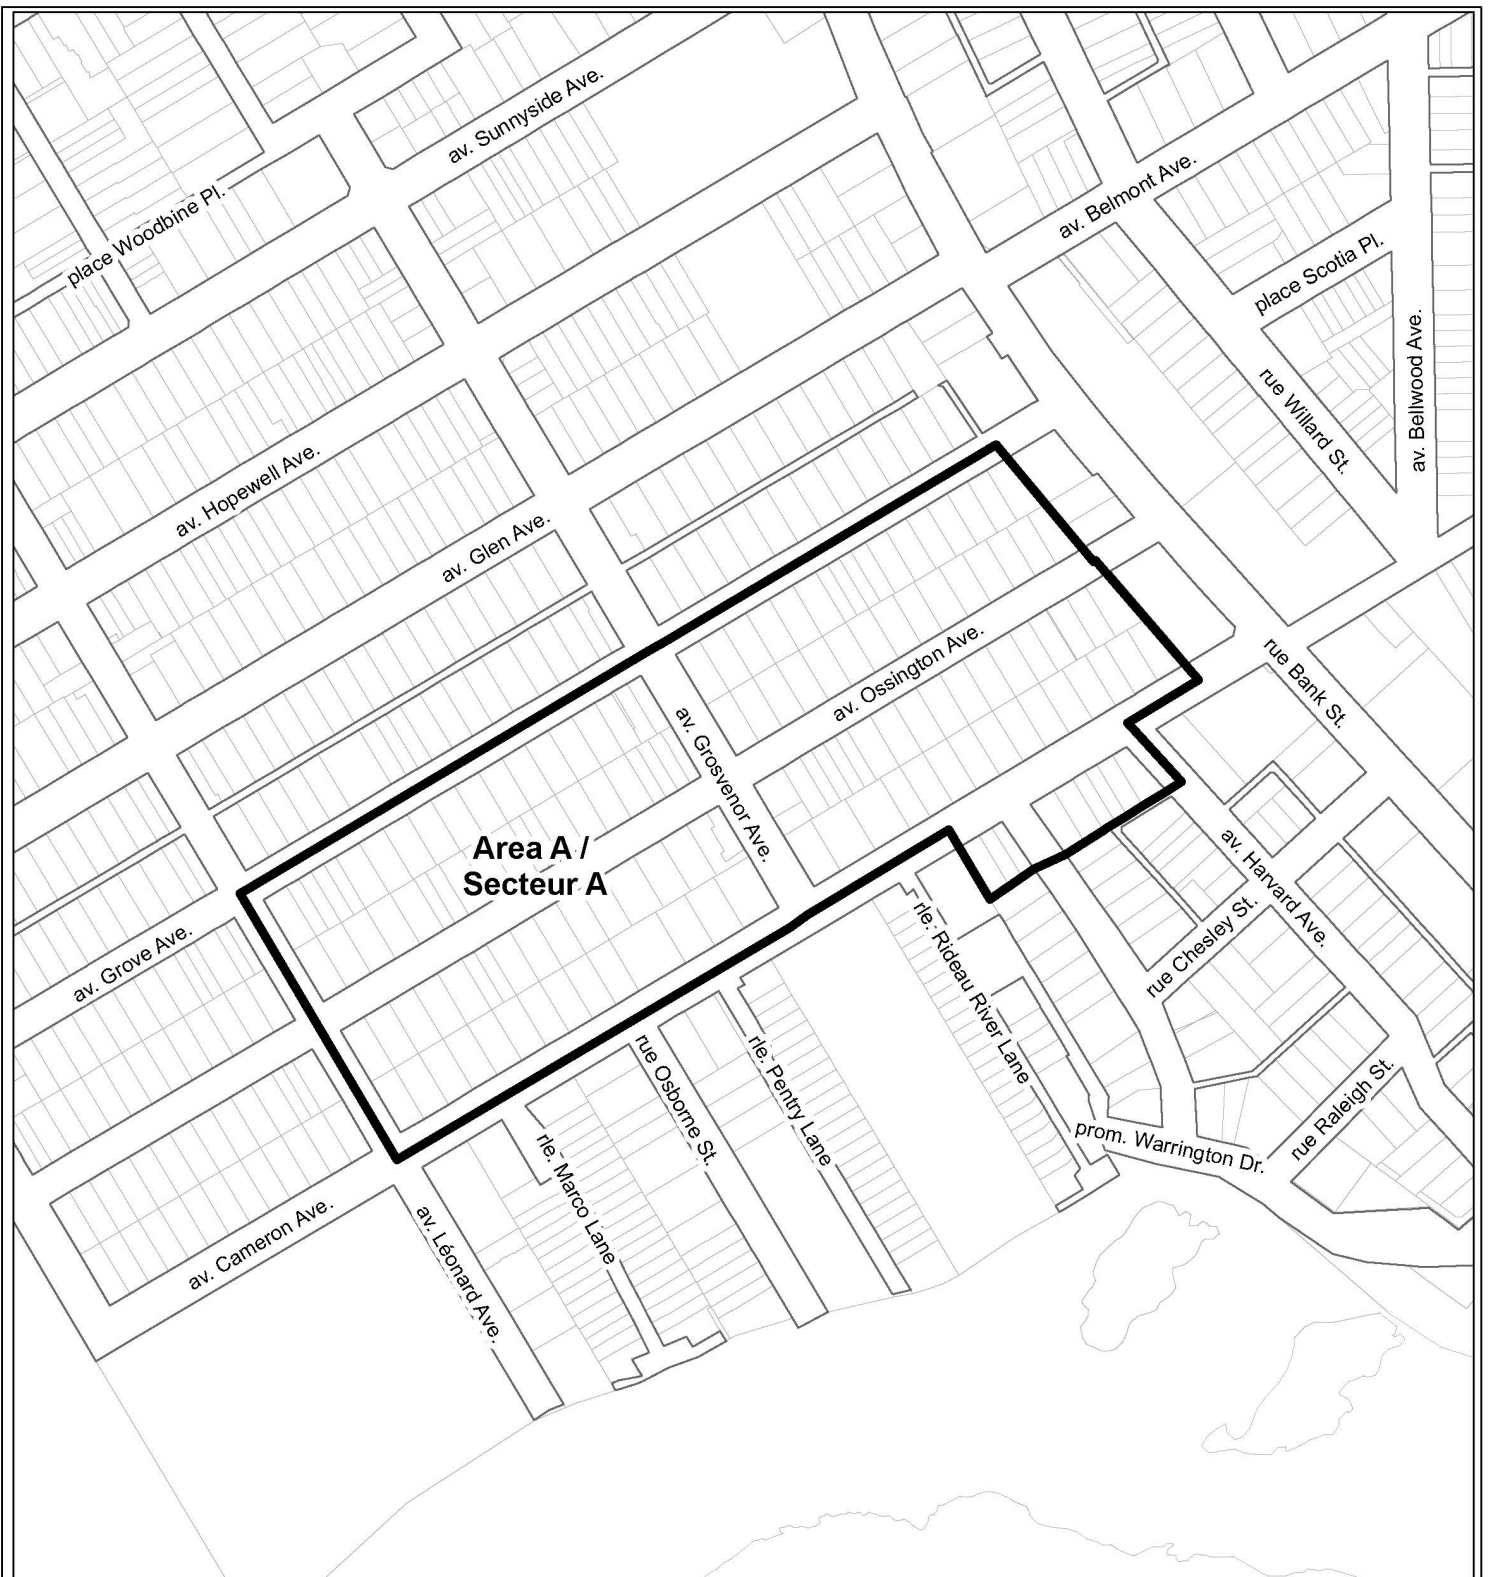 av. Sunnyside Ave.
place Woodbine Pl.
av. Belmont Ave.
place Scotia Pl.
av. Bellwood Ave.
rue Willard St.
av. Hopewell Ave.
av. Glen Ave.
av. Ossington Ave.
rue Bank St.
av. Grosvenor Ave.
Area A /
Secteur A
av. Harvard Ave.
rue Chesley St.
av. Grove Ave.
rle. Rideau River Lane
rue Osborne St.
rle. Pentry Lane
rue Raleigh St.
prom. Warrington Dr.
rle. Marco Lane
av. Cameron Ave.
av. Léonard Ave.